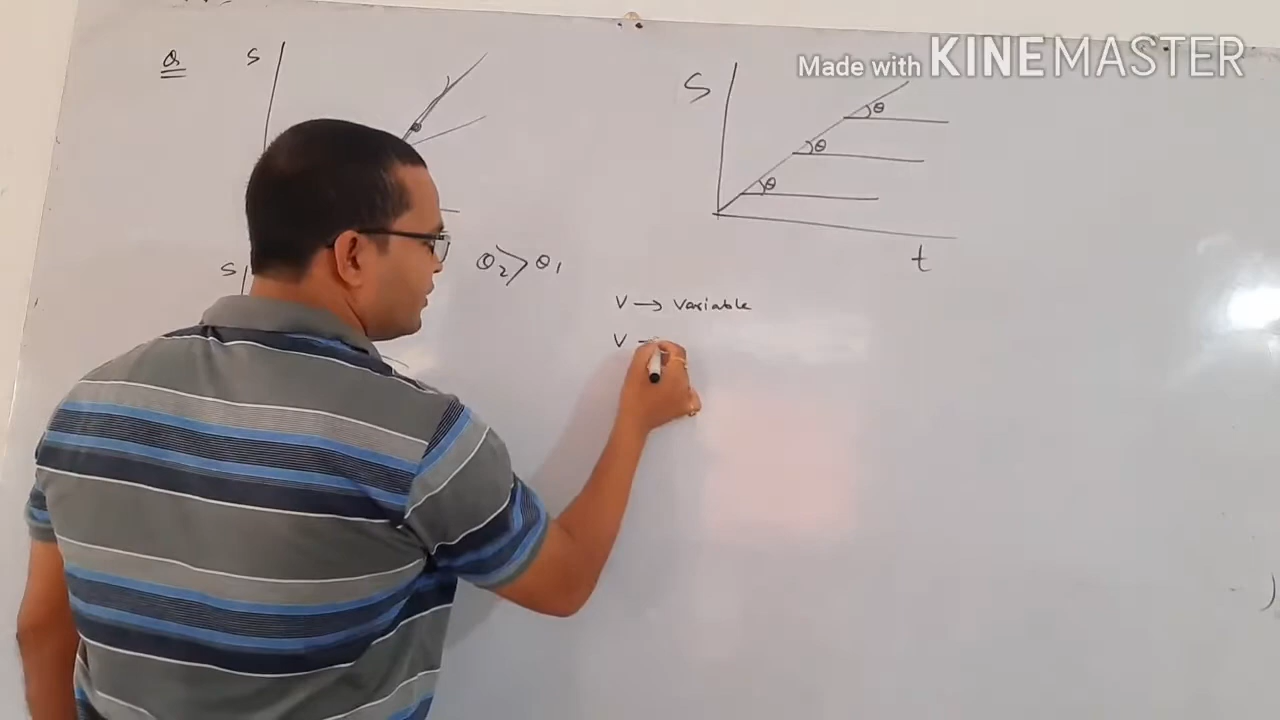 Made with KINEMASTER
Q
S
S
θ
θ
θ
t
S
θ₂ > θ₁
V → Variable
V →